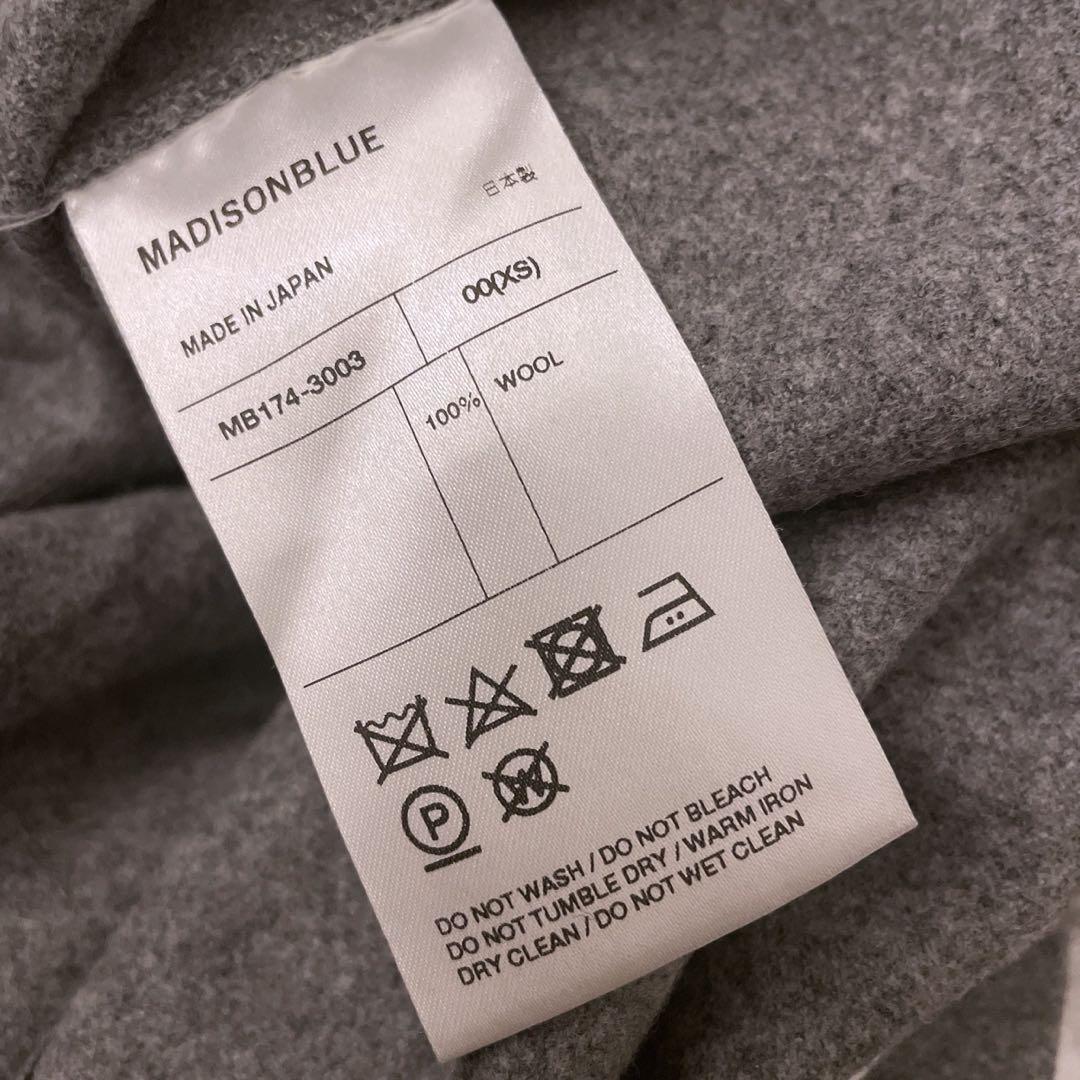 MADISONBLUE
MADE IN JAPAN 日本製
MB174-3003 00(XS)
100% WOOL
P W
DO NOT WASH / DO NOT BLEACH
DO NOT TUMBLE DRY / WARM IRON
DRY CLEAN / DO NOT WET CLEAN